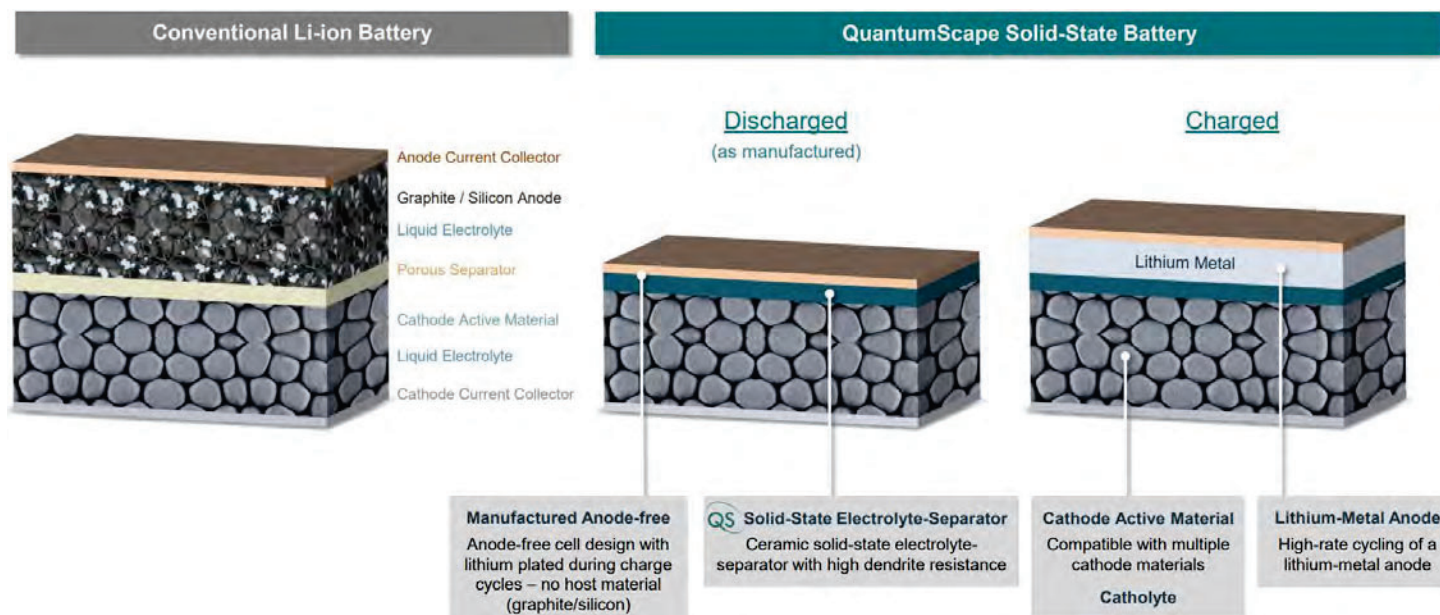 Conventional Li-ion Battery
QuantumScape Solid-State Battery
Anode Current Collector
Graphite / Silicon Anode
Liquid Electrolyte
Porous Separator
Cathode Active Material
Liquid Electrolyte
Cathode Current Collector
Discharged
(as manufactured)
Charged
Lithium Metal
Manufactured Anode-free
Anode-free cell design with
lithium plated during charge
cycles – no host material
(graphite/silicon)
QS Solid-State Electrolyte-Separator
Ceramic solid-state electrolyte-
separator with high dendrite resistance
Cathode Active Material
Compatible with multiple
cathode materials
Catholyte
Lithium-Metal Anode
High-rate cycling of a
lithium-metal anode